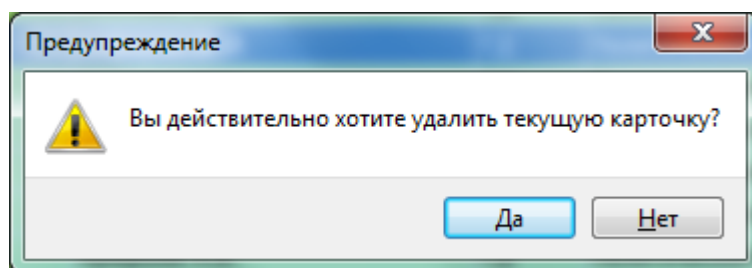 Предупреждение
Вы действительно хотите удалить текущую карточку?
Да
Нет